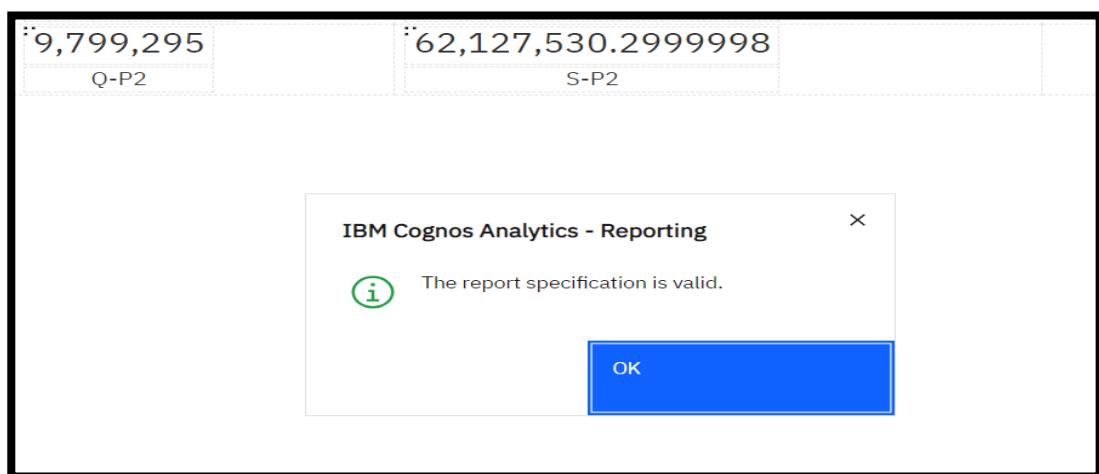 9,799,295
62,127,530.2999998
Q-P2
S-P2
IBM Cognos Analytics - Reporting
The report specification is valid.
OK